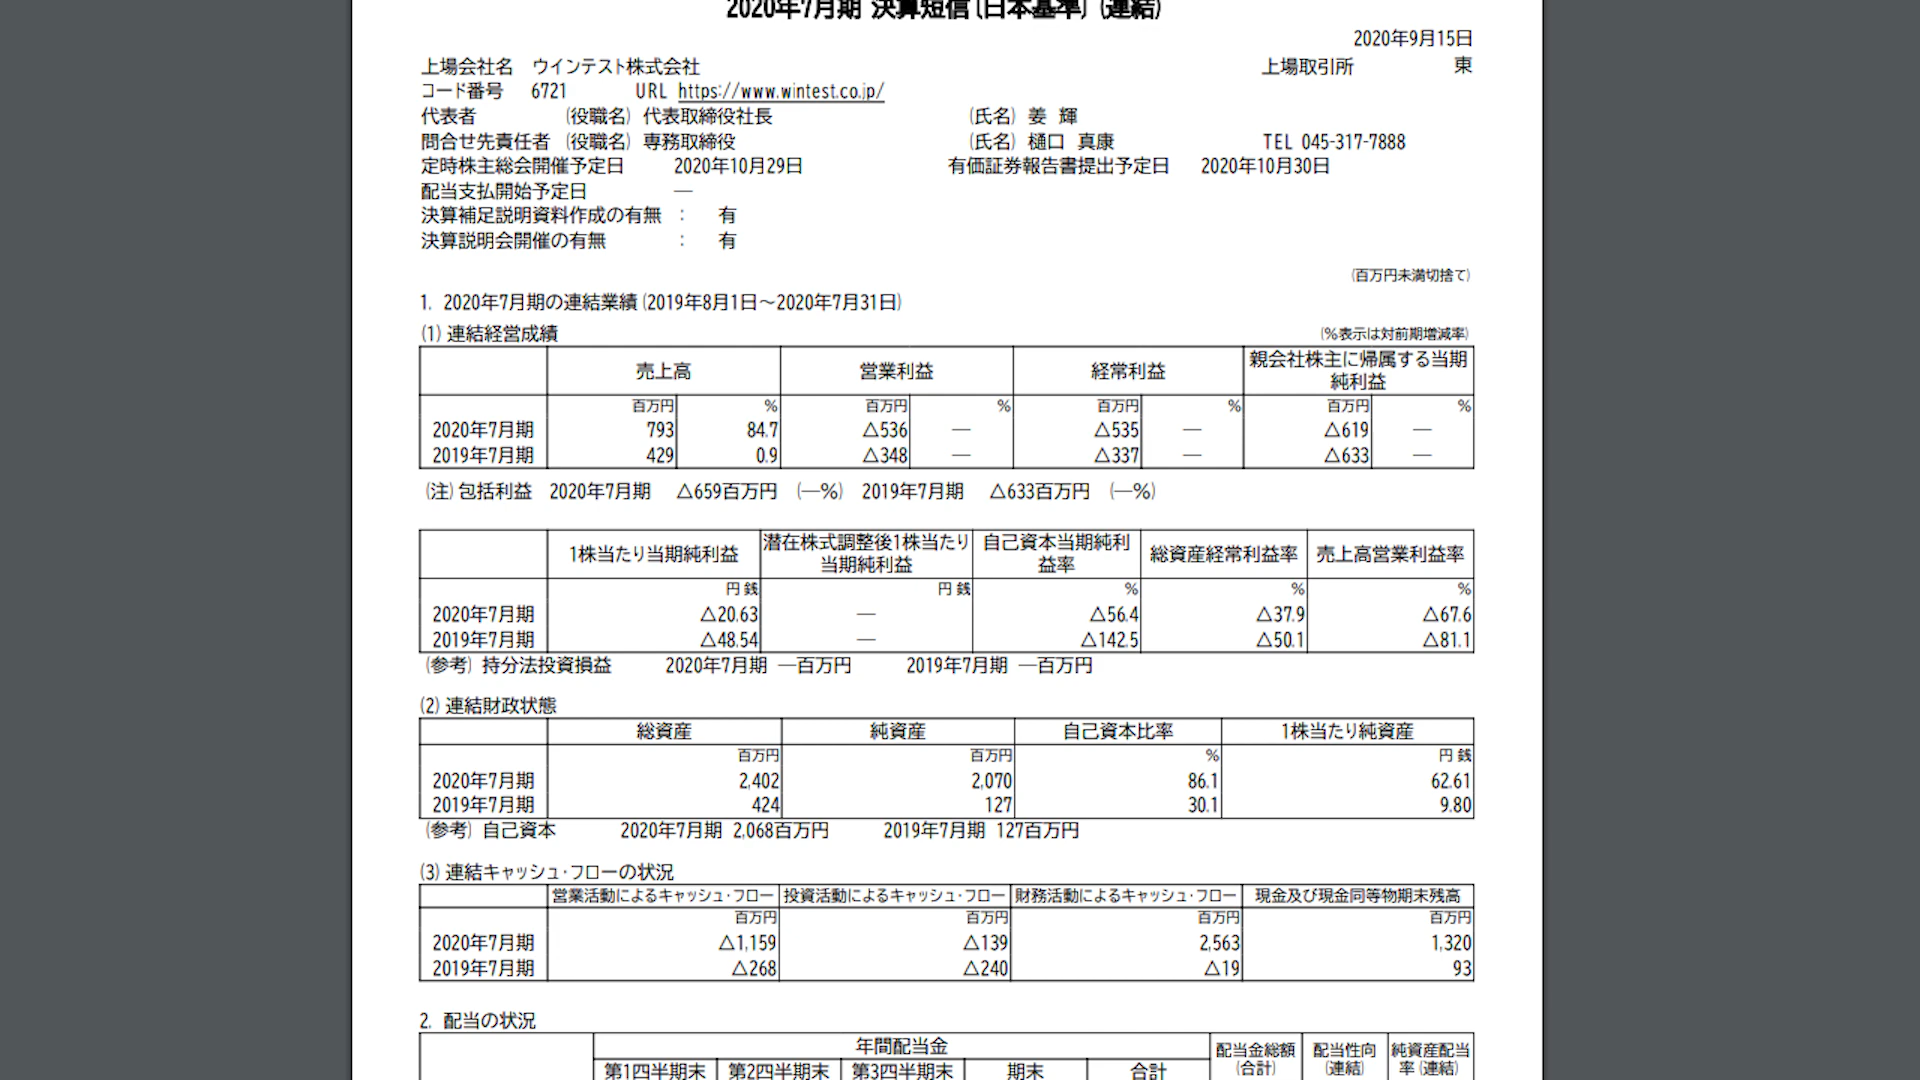 2020年7月期 決算短信〔日本基準〕(連結)
2020年9月15日
上場会社名 ウインテスト株式会社 上場取引所 東
コード番号 6721 URL https://www.wintest.co.jp/
代表者 (役職名) 代表取締役社長 (氏名) 姜 輝
問合せ先責任者 (役職名) 専務取締役 (氏名) 樋口 真康 TEL 045-317-7888
定時株主総会開催予定日 2020年10月29日 有価証券報告書提出予定日 2020年10月30日
配当支払開始予定日 ―
決算補足説明資料作成の有無 : 有
決算説明会開催の有無 : 有
(百万円未満切捨て)
1. 2020年7月期の連結業績(2019年8月1日~2020年7月31日)
(1) 連結経営成績 (%表示は対前期増減率)
売上高 営業利益 経常利益 親会社株主に帰属する当期純利益
百万円 % 百万円 % 百万円 % 百万円 %
2020年7月期 793 84.7 △536 ― △535 ― △619 ―
2019年7月期 429 0.9 △348 ― △337 ― △633 ―
(注) 包括利益 2020年7月期 △659百万円 (―%) 2019年7月期 △633百万円 (―%)
1株当たり当期純利益 潜在株式調整後1株当たり当期純利益 自己資本当期純利益率 総資産経常利益率 売上高営業利益率
円 銭 円 銭 % % %
2020年7月期 △20.63 ― △56.4 △37.9 △67.6
2019年7月期 △48.54 ― △142.5 △50.1 △81.1
(参考) 持分法投資損益 2020年7月期 ―百万円 2019年7月期 ―百万円
(2) 連結財政状態
総資産 純資産 自己資本比率 1株当たり純資産
百万円 百万円 % 円 銭
2020年7月期 2,402 2,070 86.1 62.61
2019年7月期 424 127 30.1 9.80
(参考) 自己資本 2020年7月期 2,068百万円 2019年7月期 127百万円
(3) 連結キャッシュ・フローの状況
営業活動によるキャッシュ・フロー 投資活動によるキャッシュ・フロー 財務活動によるキャッシュ・フロー 現金及び現金同等物期末残高
百万円 百万円 百万円 百万円
2020年7月期 △1,159 △139 2,563 1,320
2019年7月期 △268 △240 △19 93
2. 配当の状況
年間配当金 配当金総額(合計) 配当性向(連結) 純資産配当率(連結)
第1四半期末 第2四半期末 第3四半期末 期末 合計